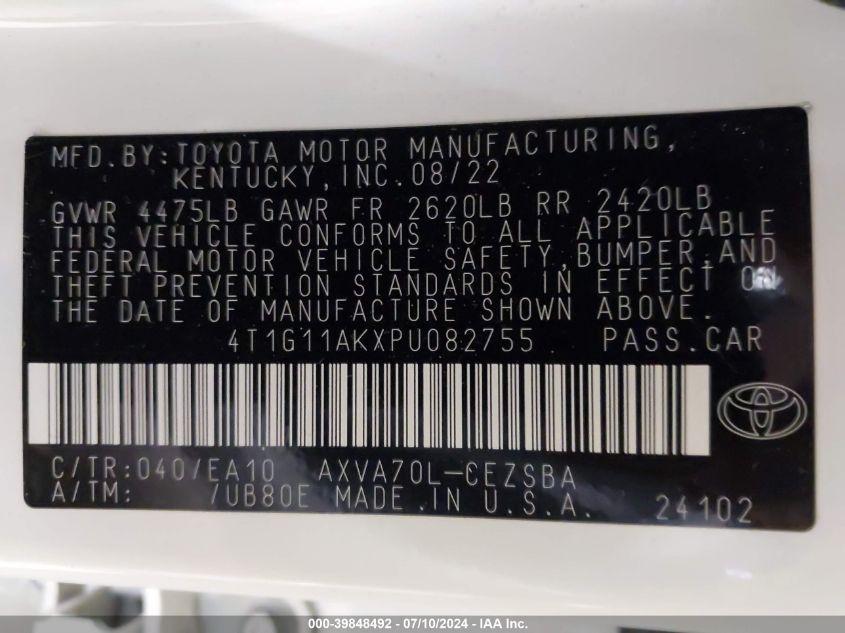 MFD.BY:TOYOTA MOTOR MANUFACTURING,
KENTUCKY,INC.08/22
GVWR 4475LB GAWR FR 2620LB RR 2420LB
THIS VEHICLE CONFORMS TO ALL APPLICABLE
FEDERAL MOTOR VEHICLE SAFETY,BUMPER,AND
THEFT PREVENTION STANDARDS IN EFFECT ON
THE DATE OF MANUFACTURE SHOWN ABOVE.
4T1G11AKXPU082755 PASS.CAR
C/TR:040/EA10 AXVA70L-CEZSBA
A/TM: /UB80E MADE IN U.S.A. 24102
000-39848492 - 07/10/2024 - IAA Inc.